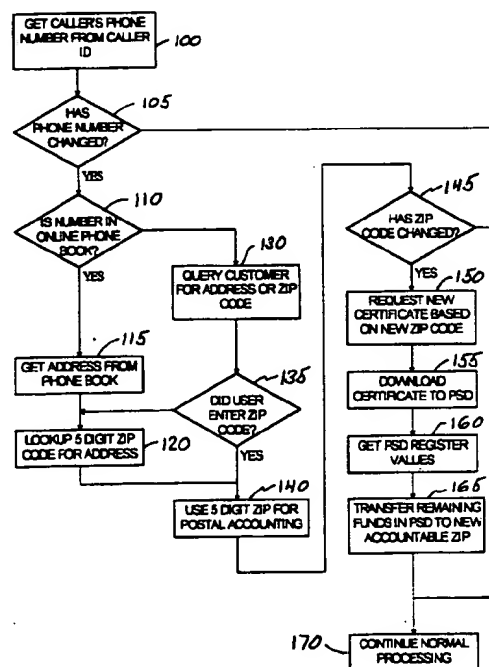 GET CALLER'S PHONE
NUMBER FROM CALLER
ID
100
HAS
PHONE NUMBER
CHANGED?
105
YES
IS NUMBER IN
ONLINE PHONE
BOOK?
110
YES
GET ADDRESS FROM
PHONE BOOK
115
LOOKUP 5 DIGIT ZIP
CODE FOR ADDRESS
120
QUERY CUSTOMER
FOR ADDRESS OR ZIP
CODE
130
DID USER
ENTER ZIP
CODE?
135
YES
USE 5 DIGIT ZIP FOR
POSTAL ACCOUNTING
140
HAS ZIP
CODE CHANGED?
145
YES
REQUEST NEW
CERTIFICATE BASED
ON NEW ZIP CODE
150
DOWNLOAD
CERTIFICATE TO PSD
155
GET PSD REGISTER
VALUES
160
TRANSFER REMAINING
FUNDS IN PSD TO NEW
ACCOUNTABLE ZIP
165
CONTINUE NORMAL
PROCESSING
170